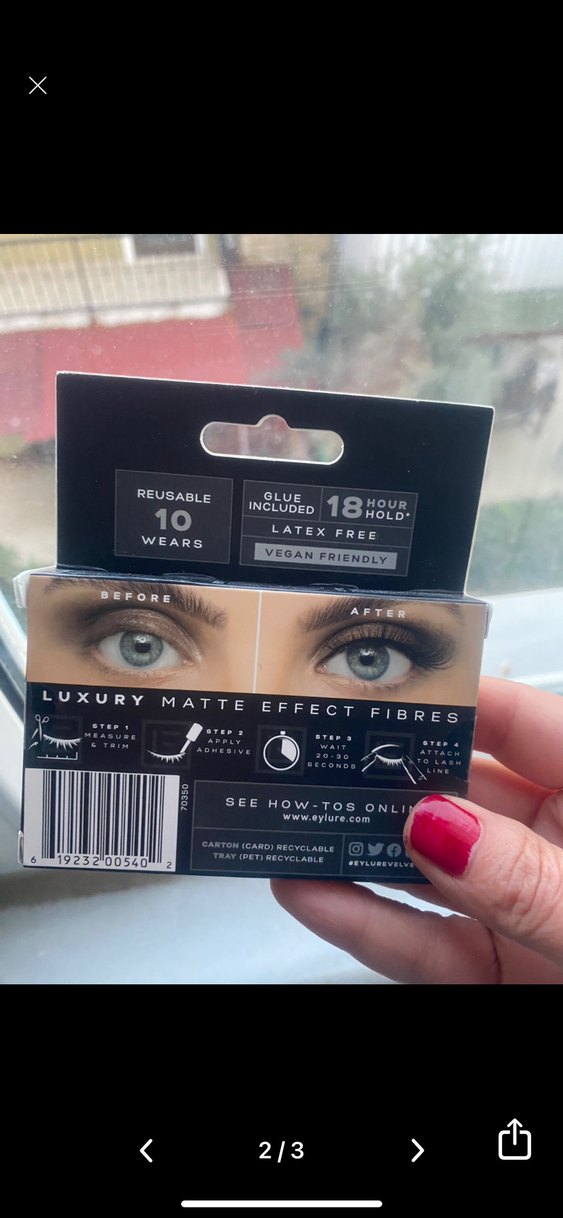 REUSABLE
10
WEARS
GLUE
INCLUDED
18 HOUR
HOLD*
LATEX FREE
VEGAN FRIENDLY
BEFORE
AFTER
LUXURY MATTE EFFECT FIBRES
STEP 1
MEASURE
& TRIM
STEP 2
APPLY
ADHESIVE
STEP 3
WAIT
20-30
SECONDS
STEP 4
ATTACH
TO LASH
LINE
70350
SEE HOW-TOS ONLIN
www.eylure.com
CARTON (CARD) RECYCLABLE
TRAY (PET) RECYCLABLE
#EYLUREVELVE
6 19232 00540 2
2/3